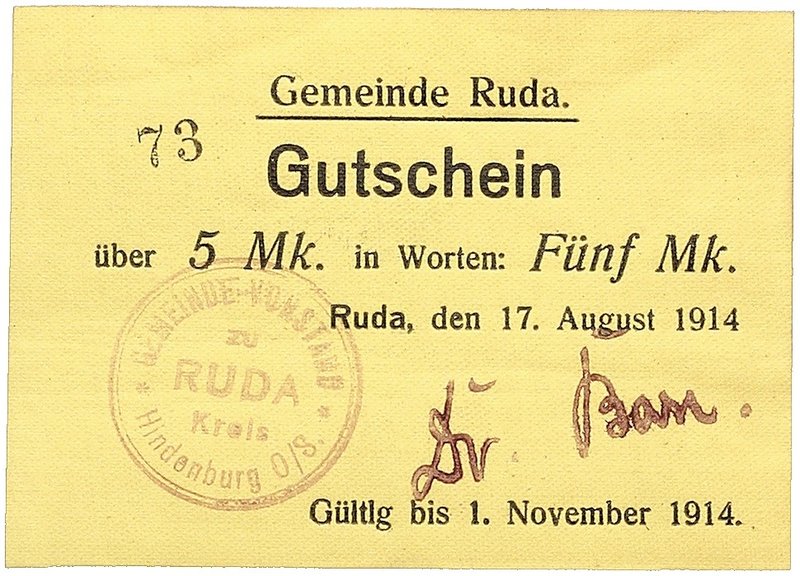 Gemeinde Ruda.
73
Gutschein
über 5 Mk. in Worten: Fünf Mk.
Ruda, den 17. August 1914
GEMEINDE-VORSTAND
zu
RUDA
Kreis
Hindenburg O/S.
Dr.
Gültig bis 1. November 1914.